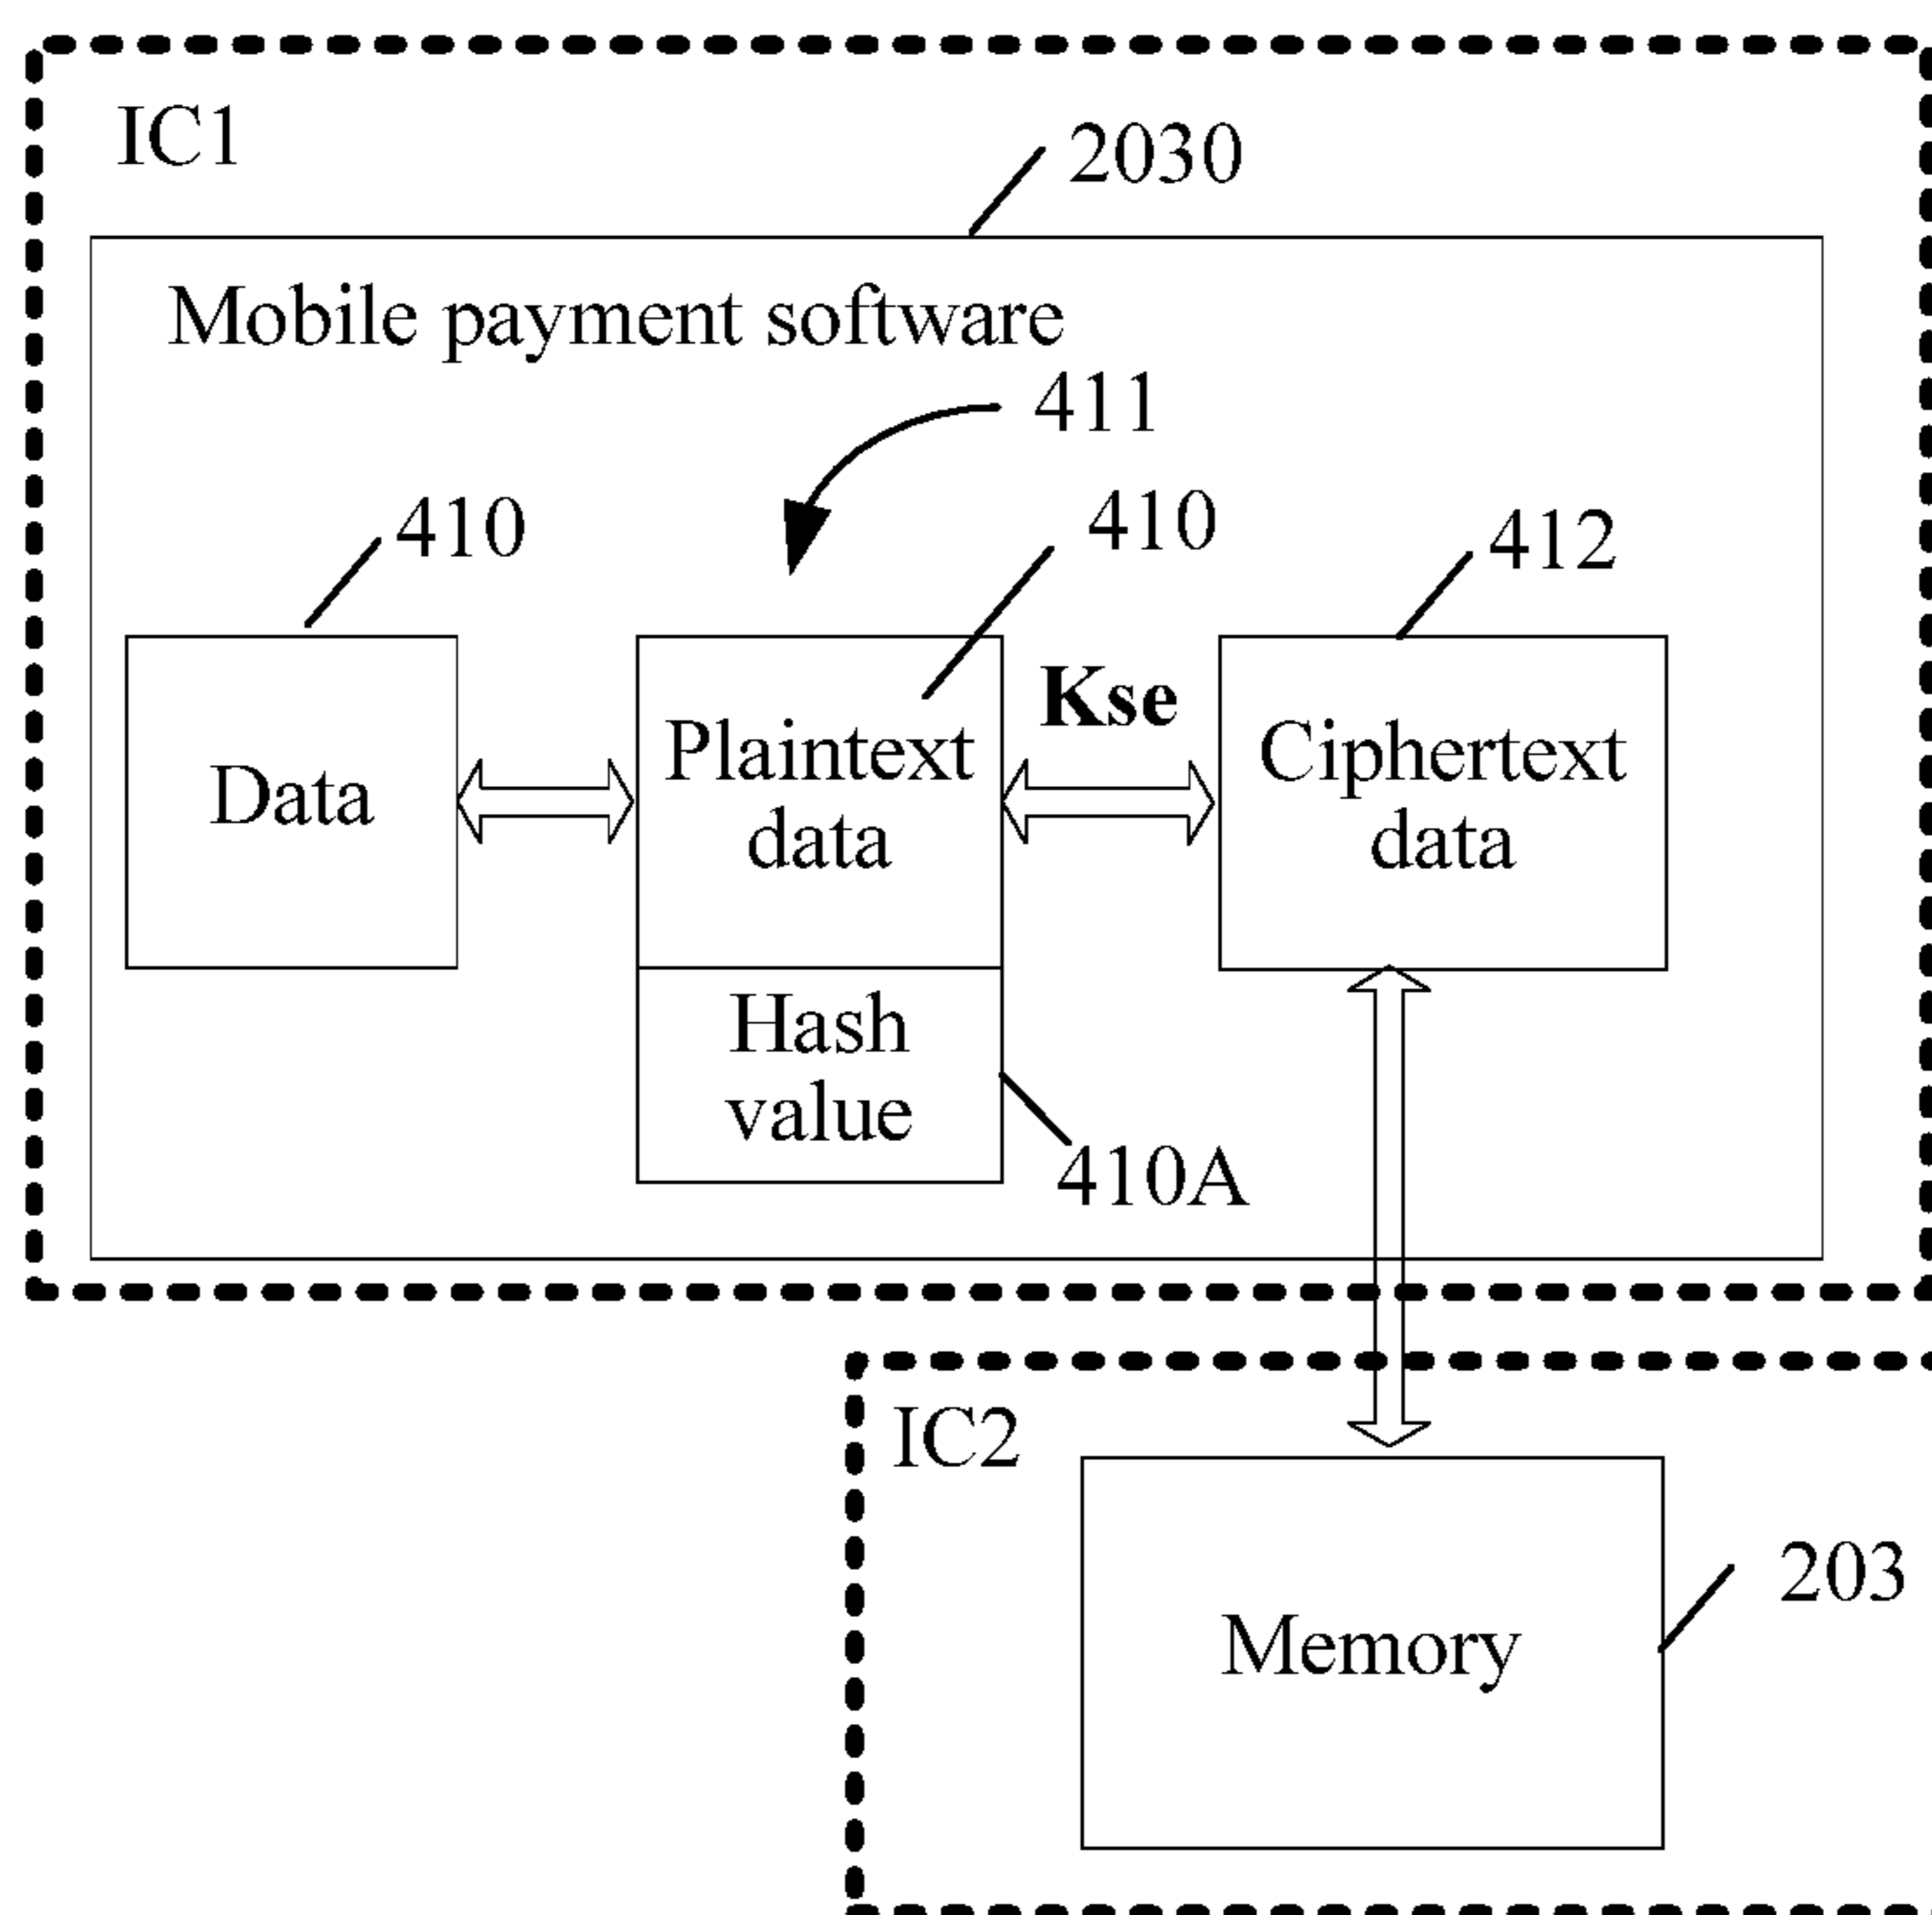 IC1
2030
Mobile payment software
411
410
410
412
Data
Plaintext
data
Kse
Ciphertext
data
Hash
value
410A
IC2
203
Memory